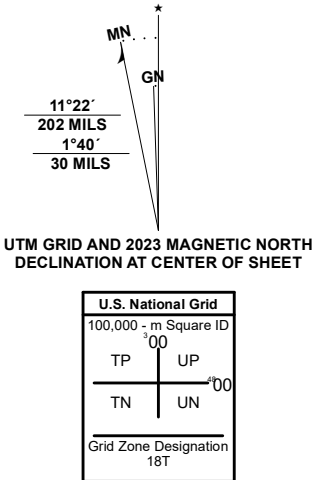 ★
MN
GN
11°22´
202 MILS
1°40´
30 MILS
UTM GRID AND 2023 MAGNETIC NORTH
DECLINATION AT CENTER OF SHEET
U.S. National Grid
100,000 - m Square ID
³00
TP UP
⁴⁸00
TN UN
Grid Zone Designation
18T